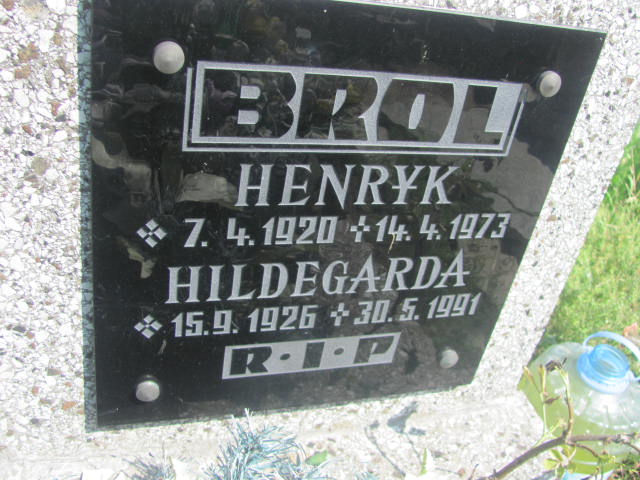 BROL
HENRYK
❖ 7. 4. 1920 ✢ 14. 4. 1973
HILDEGARDA
❖ 15. 9. 1926 ✢ 30. 5. 1991
R·I·P